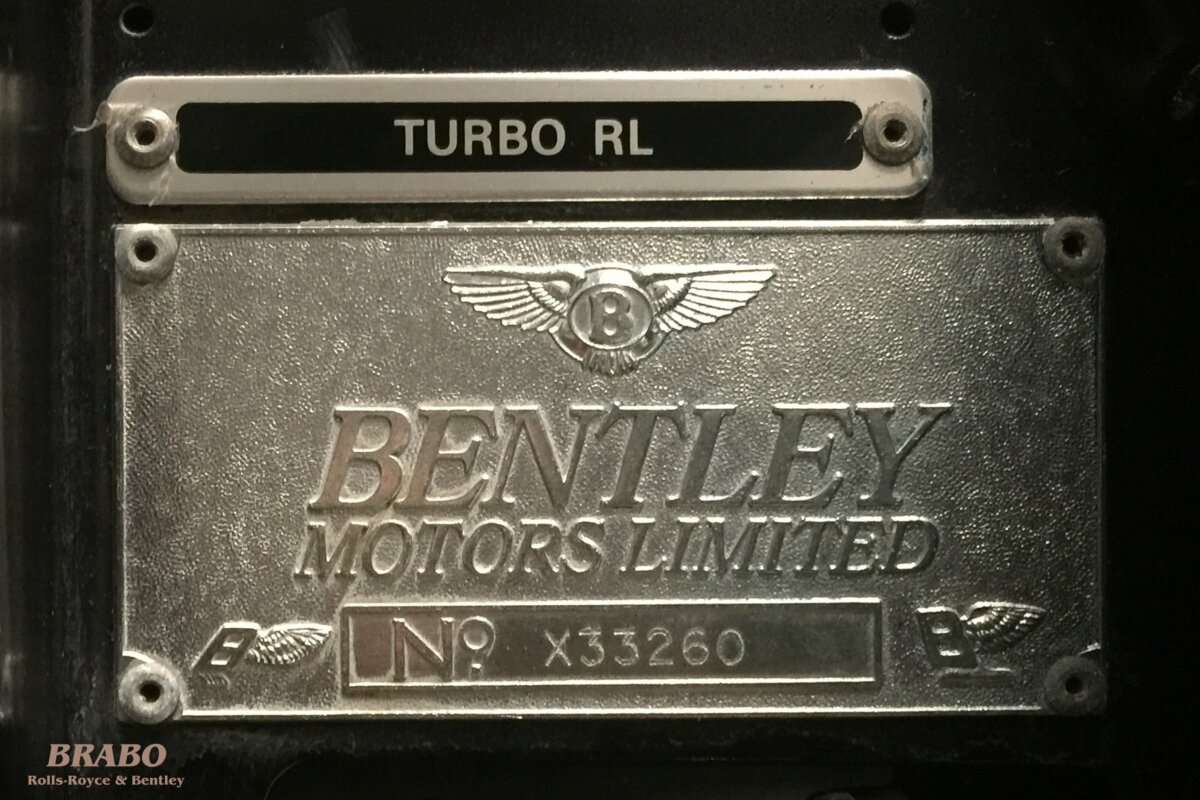 TURBO RL
B
BENTLEY
MOTORS LIMITED
B Nº X33260 B
BRABO
Rolls-Royce & Bentley